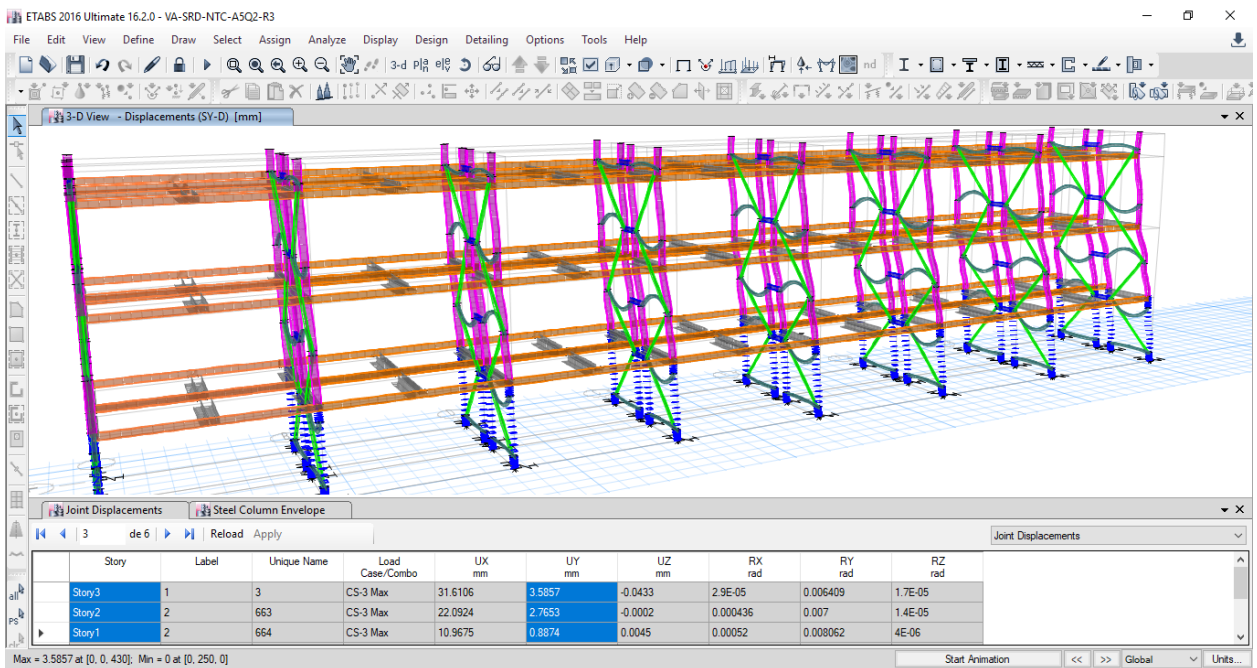 ETABS 2016 Ultimate 16.2.0 - VA-SRD-NTC-A5Q2-R3
File Edit View Define Draw Select Assign Analyze Display Design Detailing Options Tools Help
3-d nd
3-D View - Displacements (SY-D) [mm]
Joint Displacements Steel Column Envelope
3 de 6 Reload Apply Joint Displacements
Story Label Unique Name Load Case/Combo UX mm UY mm UZ mm RX rad RY rad RZ rad
Story3 1 3 CS-3 Max 31.6106 3.5857 -0.0433 2.9E-05 0.006409 1.7E-05
Story2 2 663 CS-3 Max 22.0924 2.7653 -0.0002 0.000436 0.007 1.4E-05
Story1 2 664 CS-3 Max 10.9675 0.8874 0.0045 0.00052 0.008062 4E-06
all
PS
Max = 3.5857 at [0, 0, 430]; Min = 0 at [0, 250, 0] Start Animation << >> Global Units...